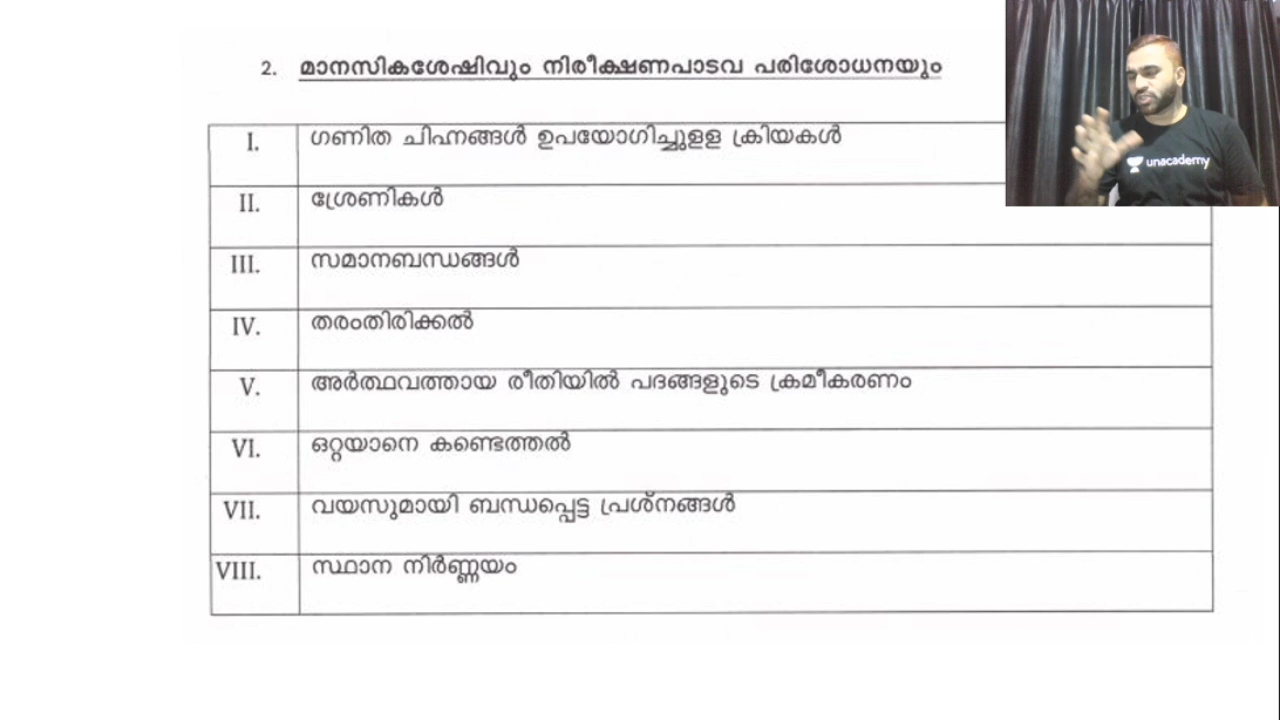 2. മാനസികശേഷിവും നിരീക്ഷണപാടവ പരിശോധനയും
I. ഗണിത ചിഹ്നങ്ങൾ ഉപയോഗിച്ചുളള ക്രിയകൾ
II. ശ്രേണികൾ
III. സമാനബന്ധങ്ങൾ
IV. തരംതിരിക്കൽ
V. അർത്ഥവത്തായ രീതിയിൽ പദങ്ങളുടെ ക്രമീകരണം
VI. ഒറ്റയാനെ കണ്ടെത്തൽ
VII. വയസുമായി ബന്ധപ്പെട്ട പ്രശ്നങ്ങൾ
VIII. സ്ഥാന നിർണ്ണയം
unacademy